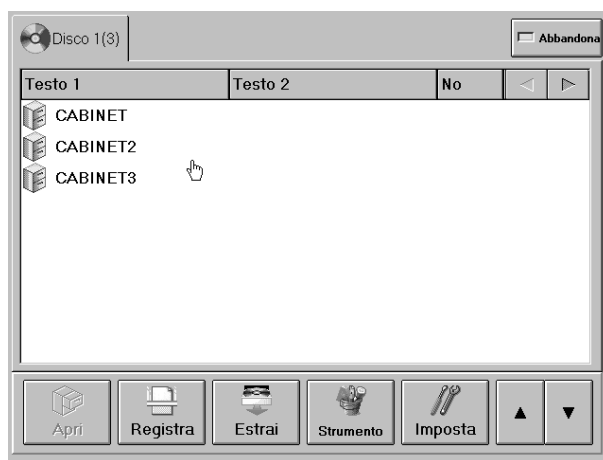 Disco 1(3)
Abbandona
Testo 1 Testo 2 No
CABINET
CABINET2
CABINET3
Apri Registra Estrai Strumento Imposta